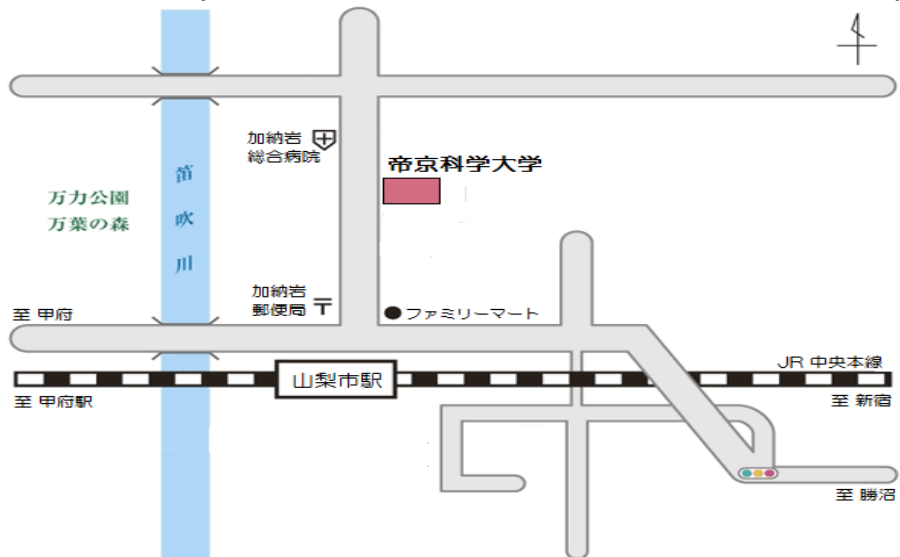 加納岩
総合病院
帝京科学大学
万力公園
万葉の森
笛吹川
加納岩
郵便局
ファミリーマート
至 甲府
山梨市駅
JR 中央本線
至 甲府駅
至 新宿
至 勝沼